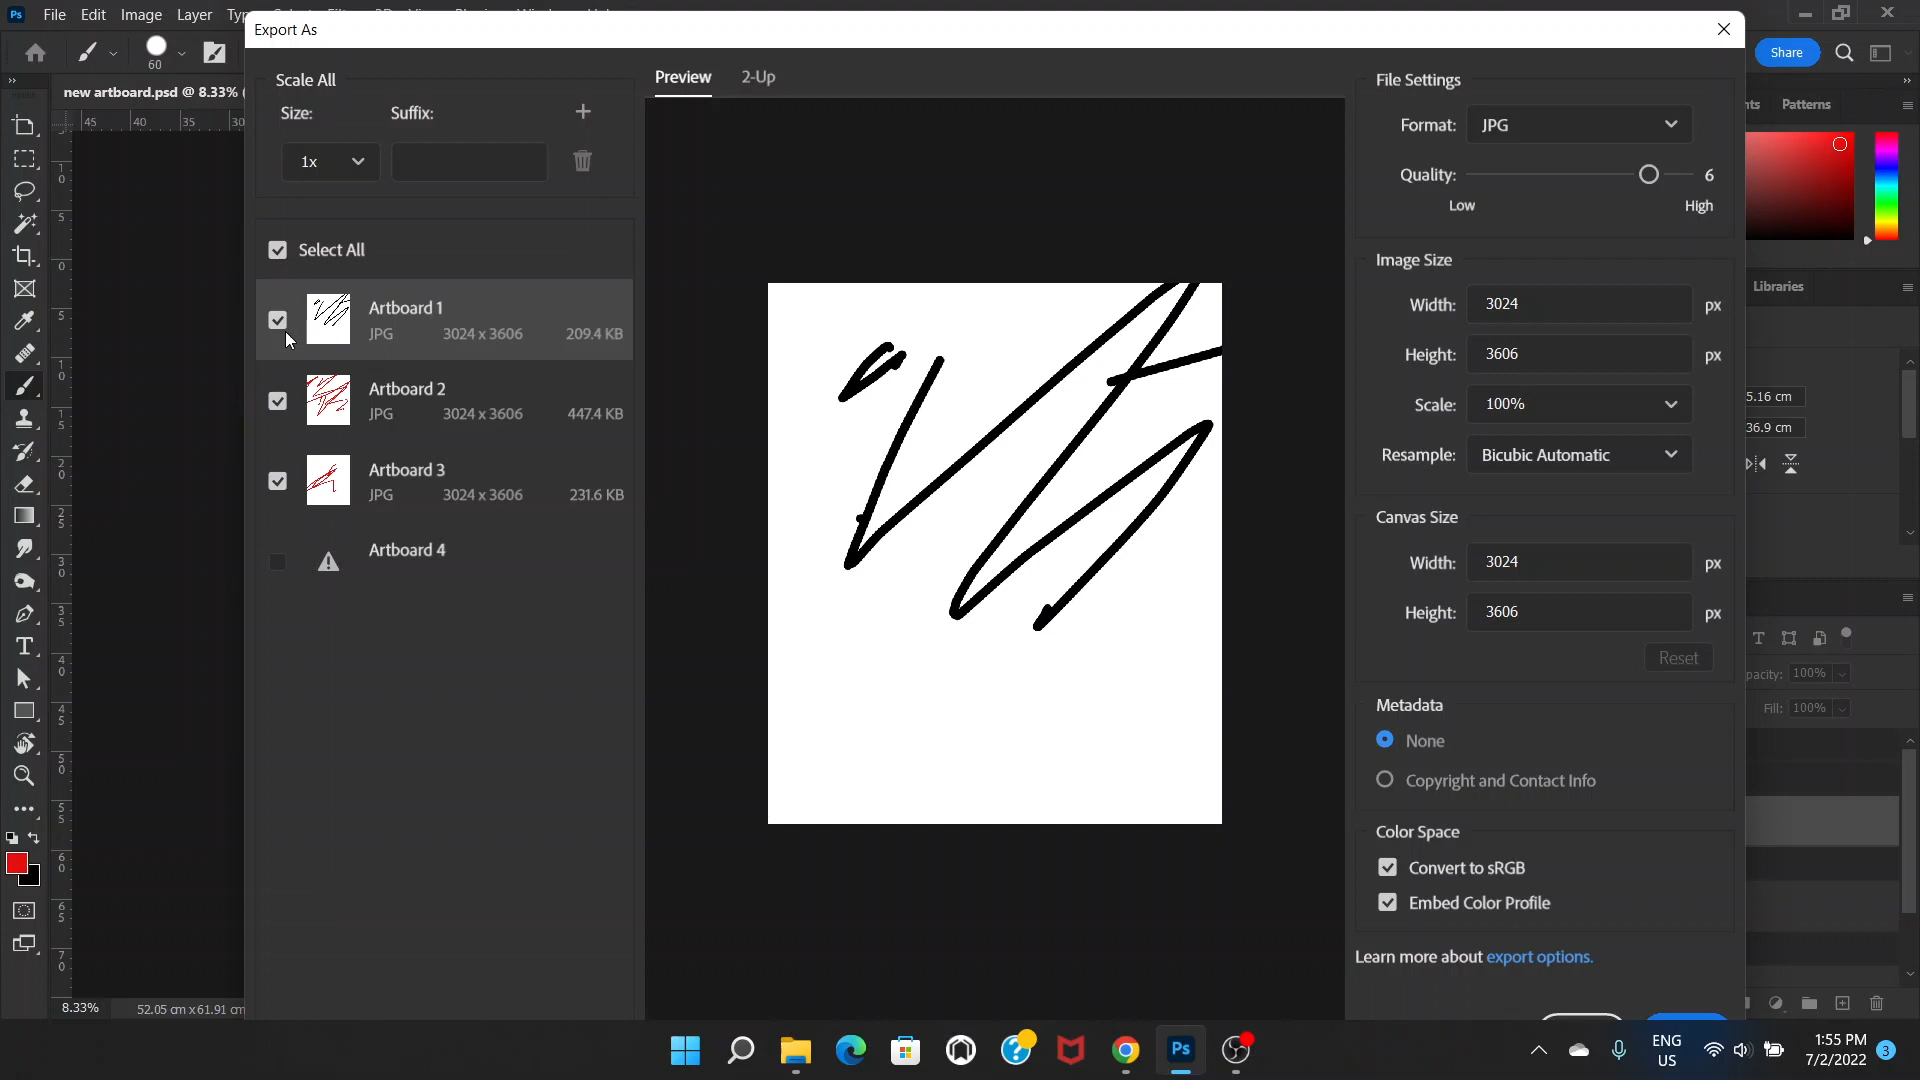 Ps File Edit Image Layer
Export As
60
Share
new artboard.psd @ 8.33% (
Scale All
Size: Suffix:
1x
Select All
Artboard 1
JPG 3024 x 3606 209.4 KB
Artboard 2
JPG 3024 x 3606 447.4 KB
Artboard 3
JPG 3024 x 3606 231.6 KB
Artboard 4
Preview 2-Up
File Settings
Format: JPG
Quality: 6
Low High
Image Size
Width: 3024 px
Height: 3606 px
Scale: 100%
Resample: Bicubic Automatic
Canvas Size
Width: 3024 px
Height: 3606 px
Reset
Metadata
None
Copyright and Contact Info
Color Space
Convert to sRGB
Embed Color Profile
Learn more about export options.
Patterns
Libraries
5.16 cm
36.9 cm
pacity: 100%
Fill: 100%
45 40 35 30
8.33% 52.05 cm x 61.91 cm
Ps
ENG
US
1:55 PM
7/2/2022
3